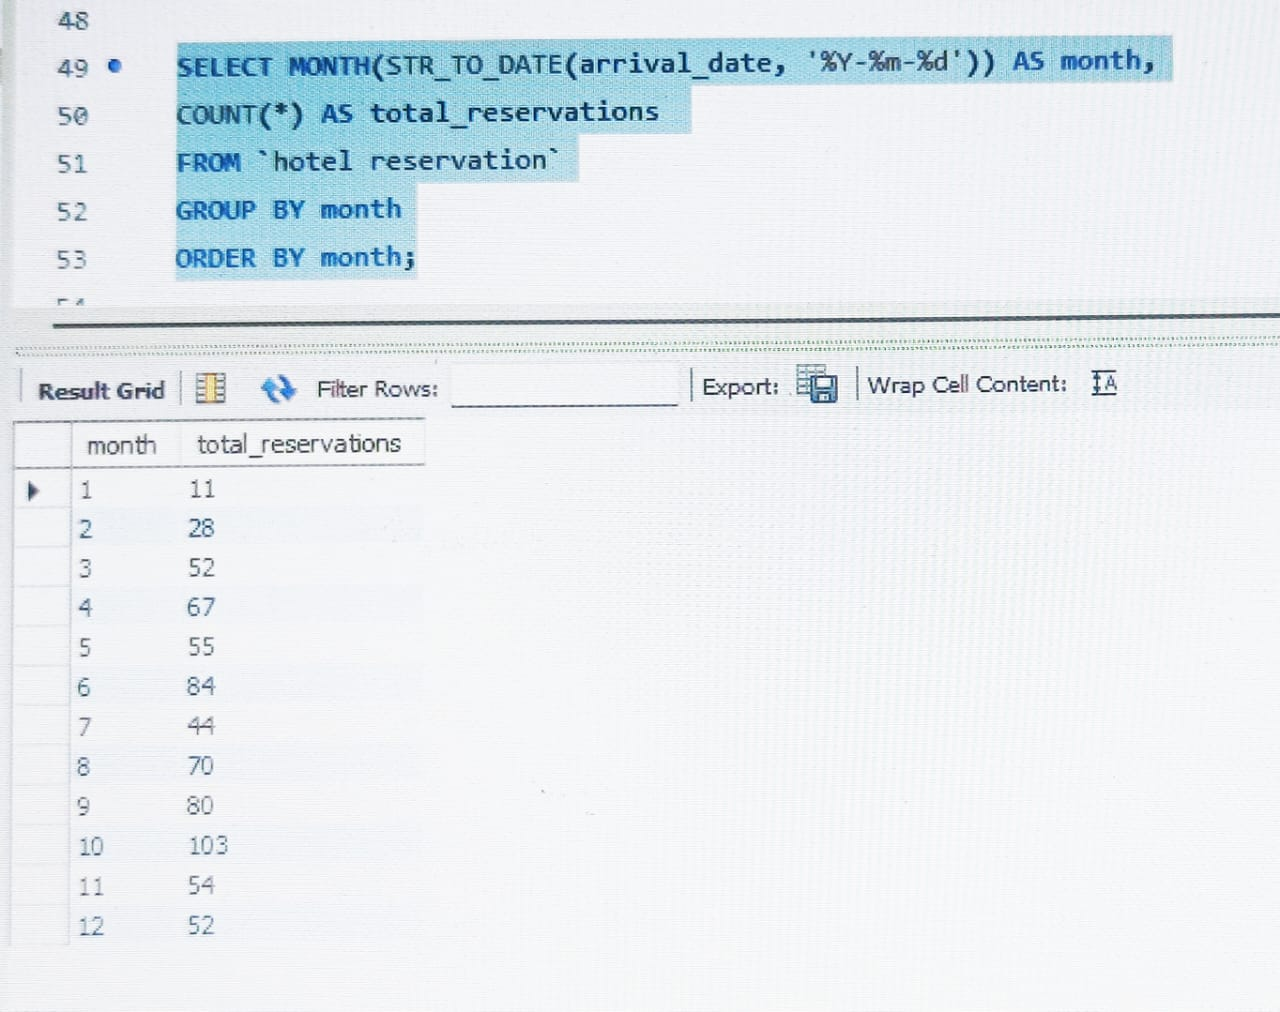 48
49 SELECT MONTH(STR_TO_DATE(arrival_date, '%Y-%m-%d')) AS month,
50 COUNT(*) AS total_reservations
51 FROM `hotel reservation`
52 GROUP BY month
53 ORDER BY month;
Result Grid Filter Rows: Export: Wrap Cell Content:
month total_reservations
1 11
2 28
3 52
4 67
5 55
6 84
7 44
8 70
9 80
10 103
11 54
12 52